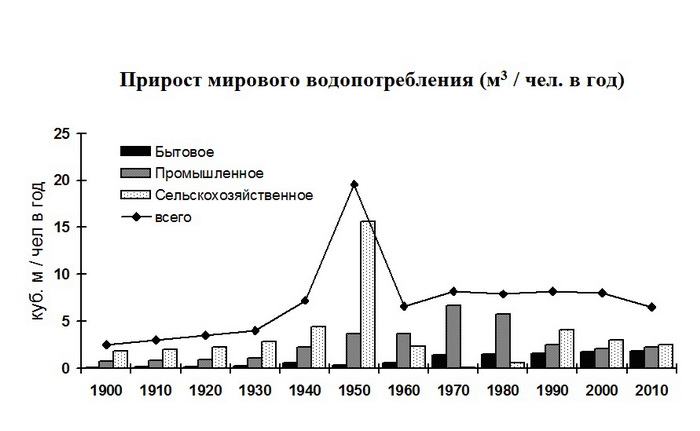 Прирост мирового водопотребления (м³ / чел. в год)
25
20
15
10
5
0
куб. м / чел в год
Бытовое
Промышленное
Сельскохозяйственное
всего
1900 1910 1920 1930 1940 1950 1960 1970 1980 1990 2000 2010